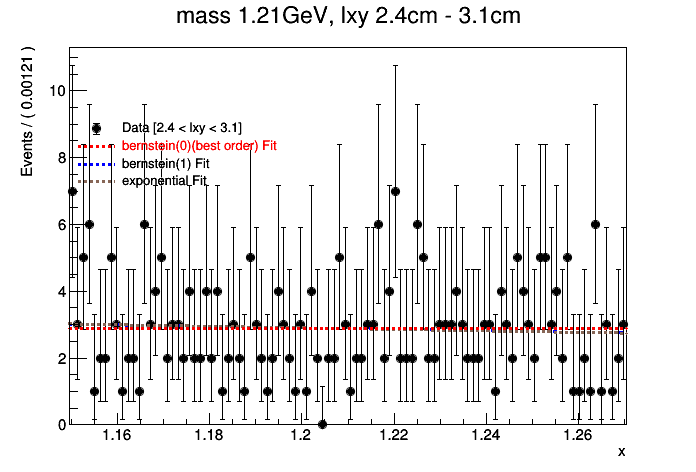 mass 1.21GeV, lxy 2.4cm - 3.1cm
Events / ( 0.00121 )
10
8
6
4
2
0
Data [2.4 < lxy < 3.1]
bernstein(0)(best order) Fit
bernstein(1) Fit
exponential Fit
1.16 1.18 1.2 1.22 1.24 1.26
x